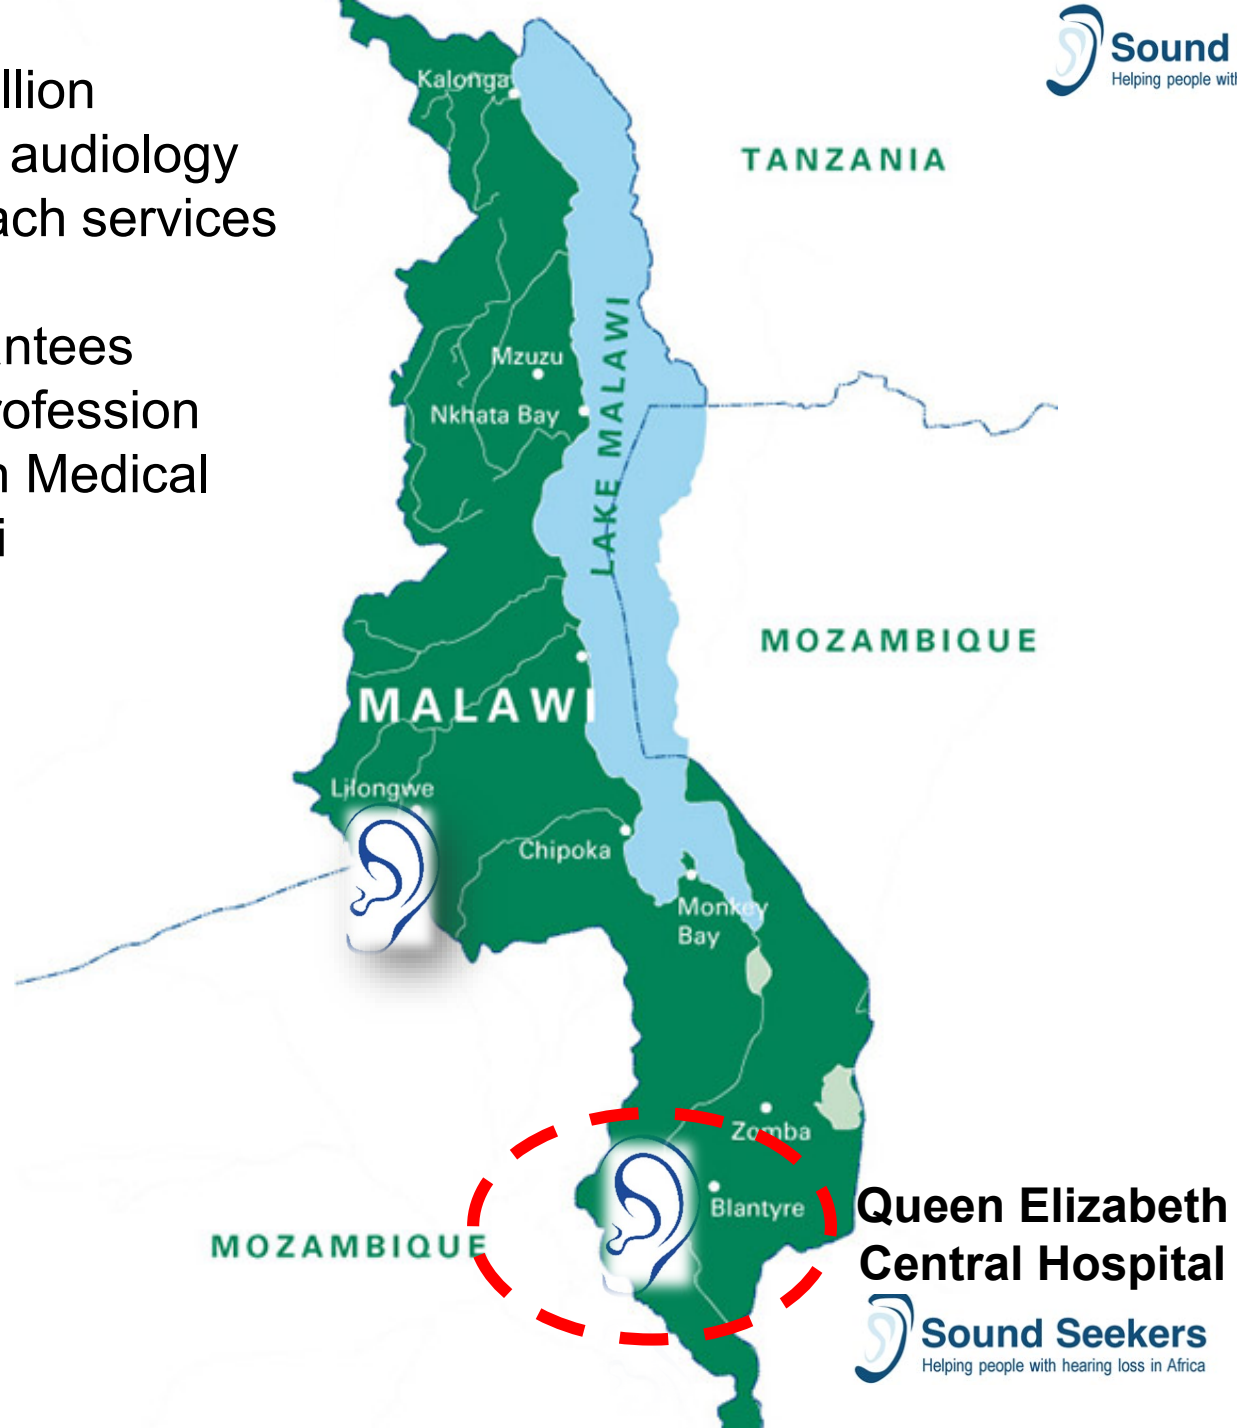 Sound
Helping people with
llion
audiology
ach services
ntees
rofession
n Medical
i
Kalonga
TANZANIA
Mzuzu
Nkhata Bay
LAKE MALAWI
MOZAMBIQUE
MALAWI
Lilongwe
Chipoka
Monkey
Bay
Zomba
Blantyre
MOZAMBIQUE
Queen Elizabeth
Central Hospital
Sound Seekers
Helping people with hearing loss in Africa